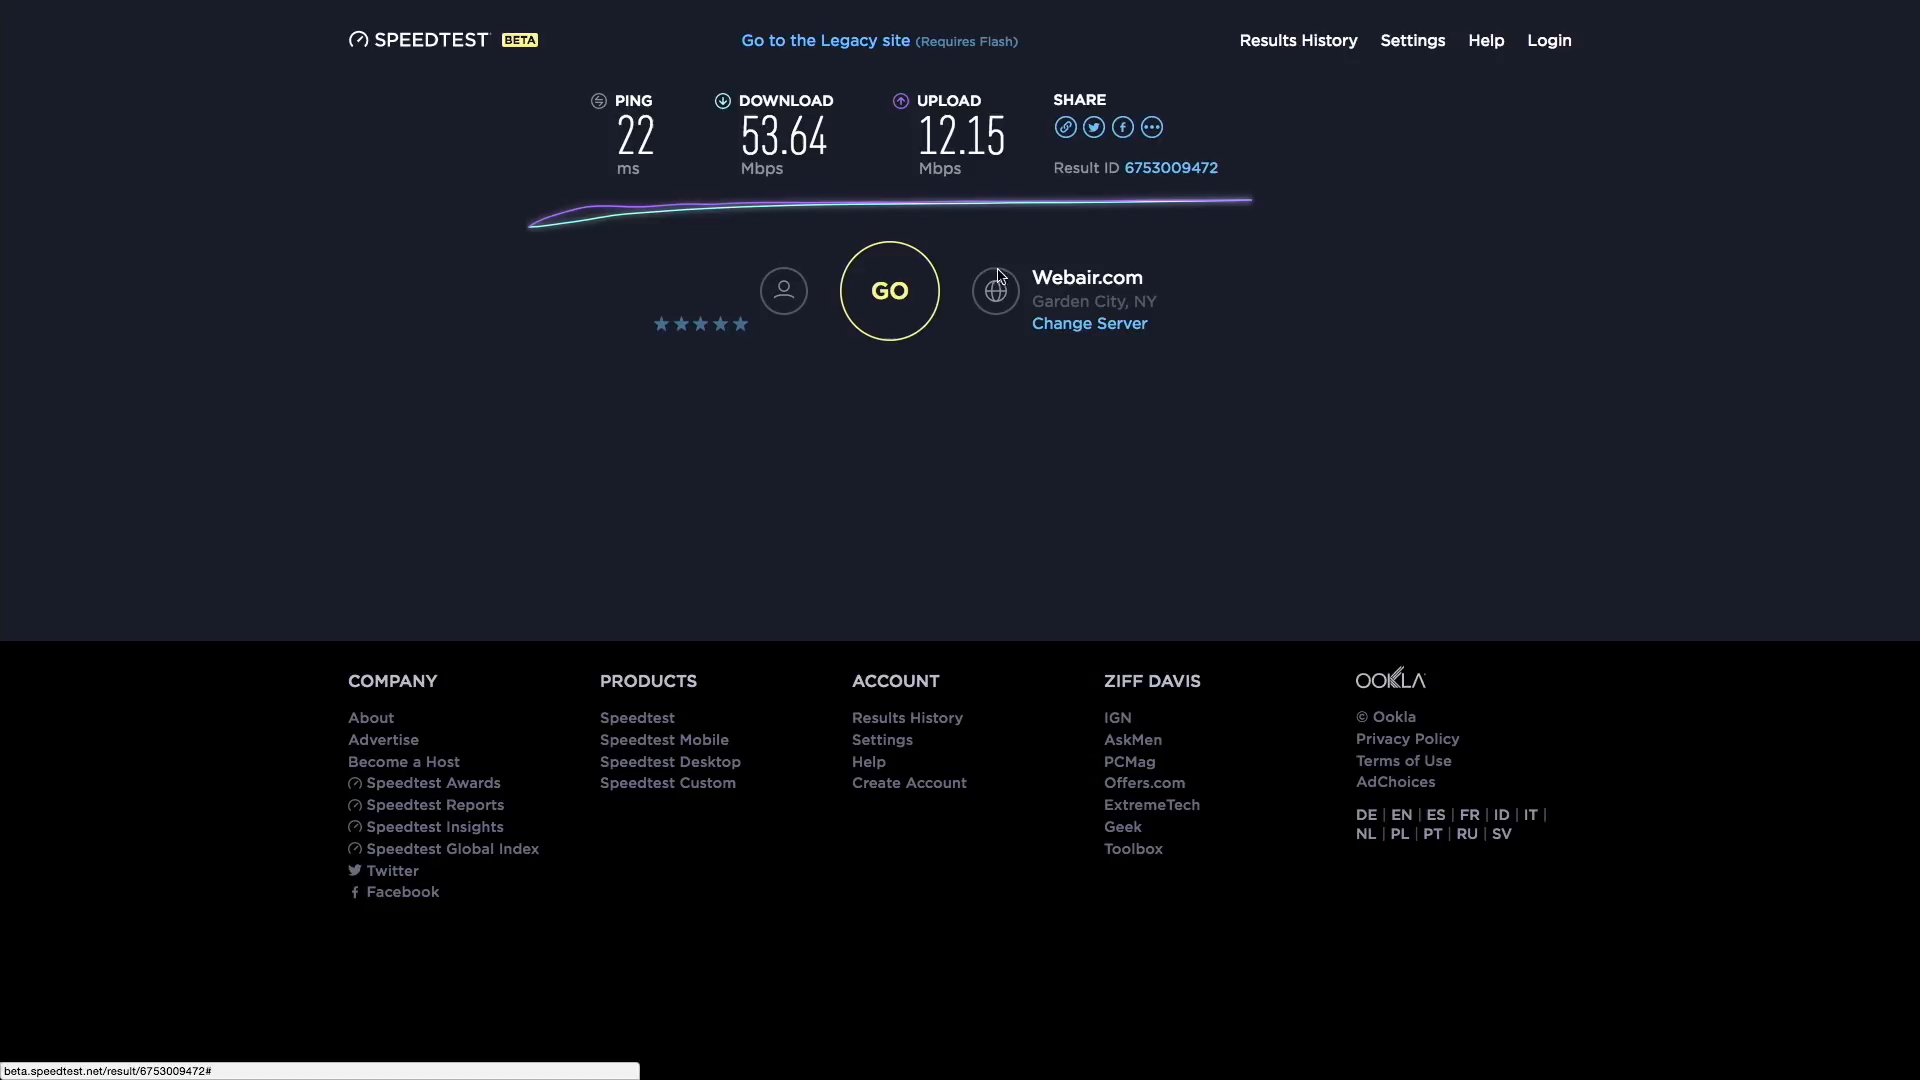 SPEEDTEST BETA
Go to the Legacy site (Requires Flash)
Results History Settings Help Login
PING
22
ms
DOWNLOAD
53.64
Mbps
UPLOAD
12.15
Mbps
SHARE
Result ID 6753009472
GO
Webair.com
Garden City, NY
Change Server
COMPANY
About
Advertise
Become a Host
Speedtest Awards
Speedtest Reports
Speedtest Insights
Speedtest Global Index
Twitter
Facebook
PRODUCTS
Speedtest
Speedtest Mobile
Speedtest Desktop
Speedtest Custom
ACCOUNT
Results History
Settings
Help
Create Account
ZIFF DAVIS
IGN
AskMen
PCMag
Offers.com
ExtremeTech
Geek
Toolbox
OOKLA
© Ookla
Privacy Policy
Terms of Use
AdChoices
DE | EN | ES | FR | ID | IT |
NL | PL | PT | RU | SV
beta.speedtest.net/result/6753009472#